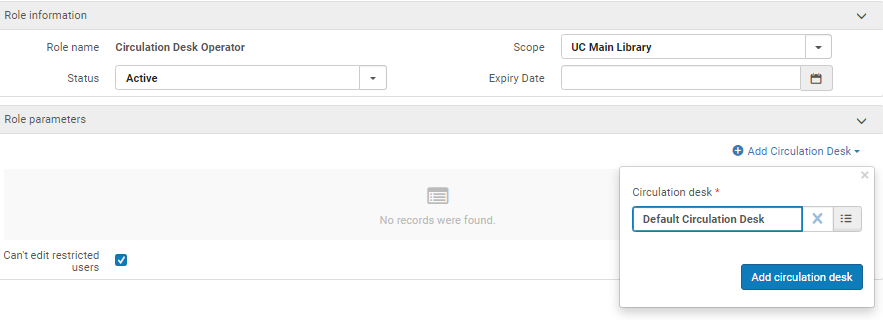 Role information
Role name Circulation Desk Operator Scope UC Main Library
Status Active Expiry Date
Role parameters
Add Circulation Desk
Circulation desk *
Default Circulation Desk
No records were found.
Can't edit restricted
users
Add circulation desk